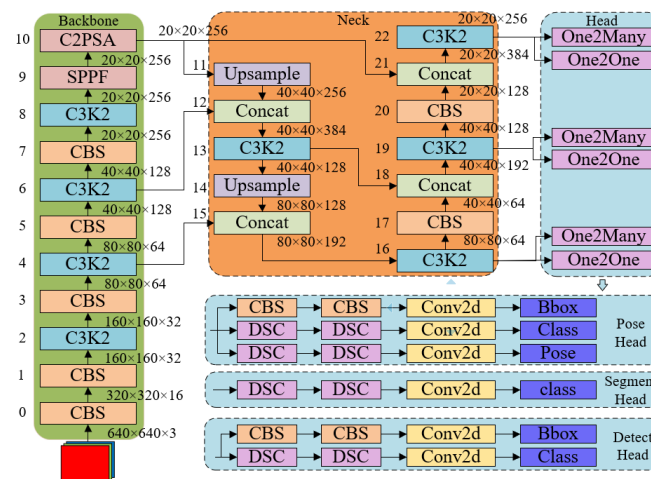 Backbone
10 C2PSA
20×20×256
20×20×256
9 SPPF
20×20×256
8 C3K2
20×20×256
7 CBS
40×40×128
6 C3K2
40×40×128
5 CBS
80×80×64
4 C3K2
80×80×64
3 CBS
160×160×32
2 C3K2
160×160×32
1 CBS
320×320×16
0 CBS
640×640×3
Neck
11 Upsample
40×40×256
12 Concat
40×40×384
13 C3K2
40×40×128
14 Upsample
80×80×128
15 Concat
80×80×192
20×20×256
22 C3K2
20×20×384
21 Concat
20×20×128
20 CBS
40×40×128
19 C3K2
40×40×192
18 Concat
40×40×64
17 CBS
80×80×64
16 C3K2
Head
One2Many
One2One
One2Many
One2One
One2Many
One2One
CBS CBS Conv2d Bbox
DSC DSC Conv2d Class
DSC DSC Conv2d Pose
Pose
Head
DSC DSC Conv2d class
Segment
Head
CBS CBS Conv2d Bbox
DSC DSC Conv2d Class
Detect
Head